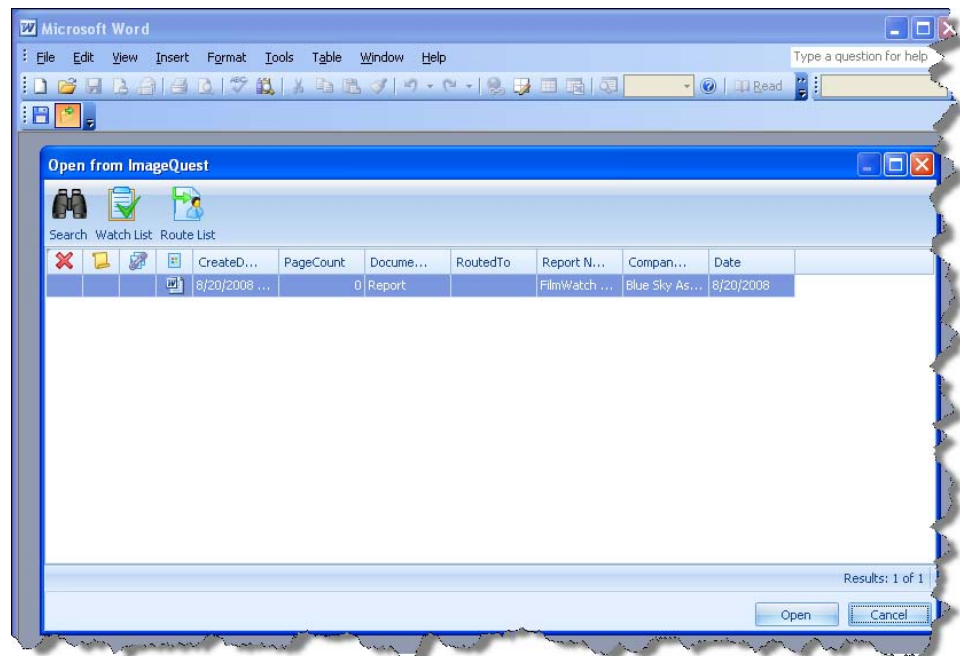 Microsoft Word
File Edit View Insert Format Tools Table Window Help Type a question for help
Read
Open from ImageQuest
Search Watch List Route List
CreateD... PageCount Docume... RoutedTo Report N... Compan... Date
8/20/2008 ... 0 Report FilmWatch ... Blue Sky As... 8/20/2008
Results: 1 of 1
Open Cancel